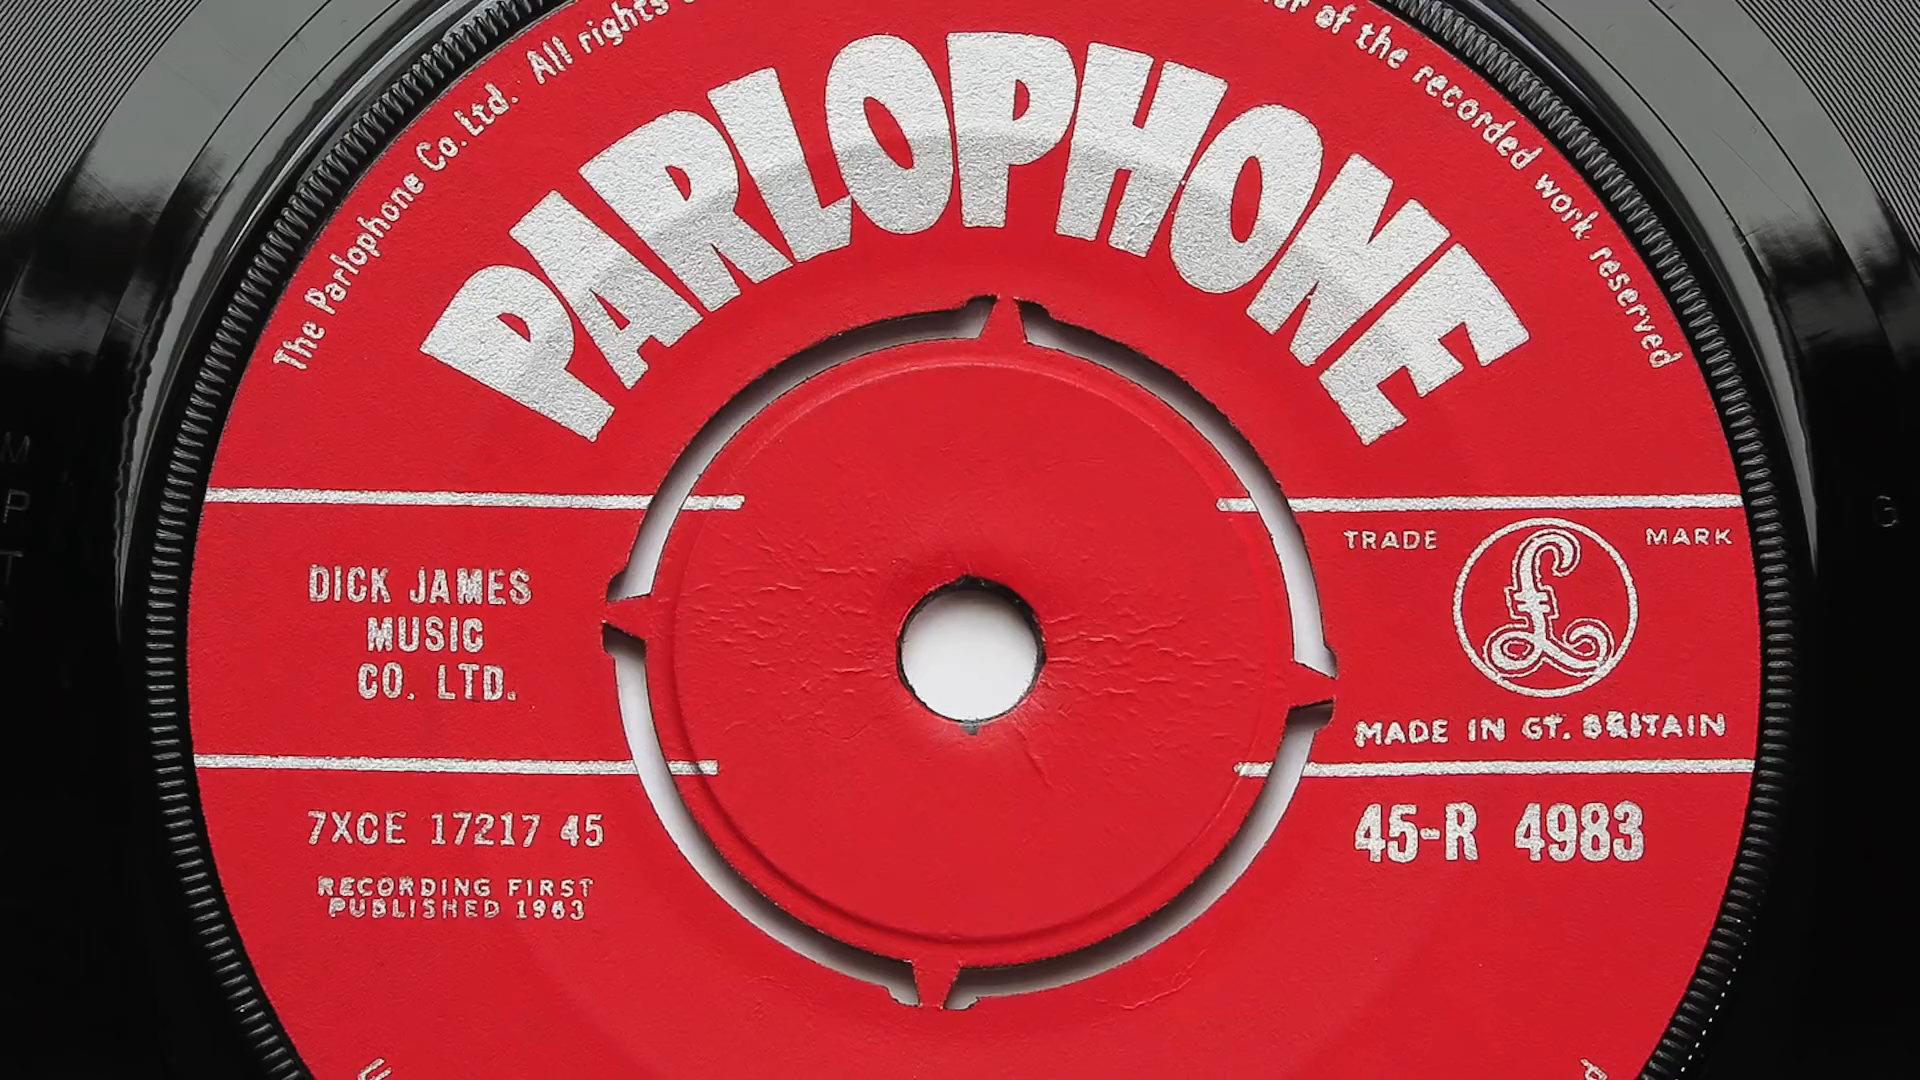 The Parlophone Co. Ltd. All rights
of the recorded work reserved
PARLOPHONE
TRADE MARK
£
DICK JAMES
MUSIC
CO. LTD.
MADE IN GT. BRITAIN
7XCE 17217 45
45-R 4983
RECORDING FIRST
PUBLISHED 1963
M
P
T
G